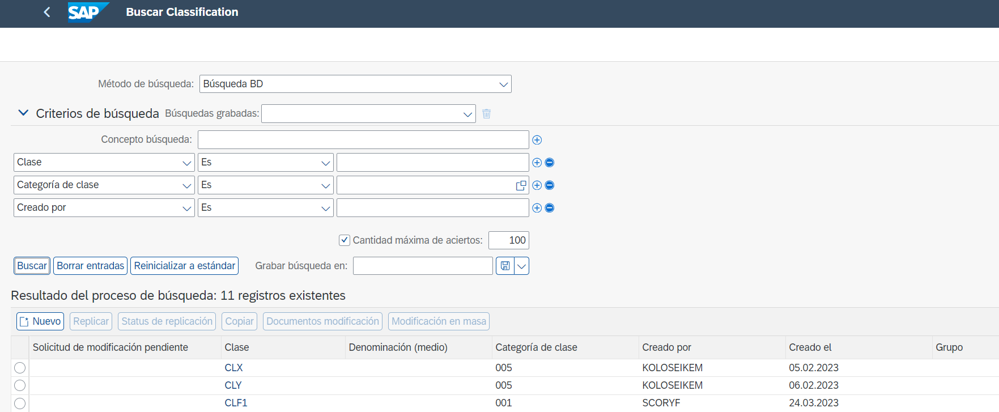 SAP Buscar Classification
Método de búsqueda: Búsqueda BD
Criterios de búsqueda Búsquedas grabadas:
Concepto búsqueda:
Clase Es
Categoría de clase Es
Creado por Es
Cantidad máxima de aciertos: 100
Buscar Borrar entradas Reinicializar a estándar Grabar búsqueda en:
Resultado del proceso de búsqueda: 11 registros existentes
Nuevo Replicar Status de replicación Copiar Documentos modificación Modificación en masa
Solicitud de modificación pendiente Clase Denominación (medio) Categoría de clase Creado por Creado el Grupo
CLX 005 KOLOSEIKEM 05.02.2023
CLY 005 KOLOSEIKEM 06.02.2023
CLF1 001 SCORYF 24.03.2023